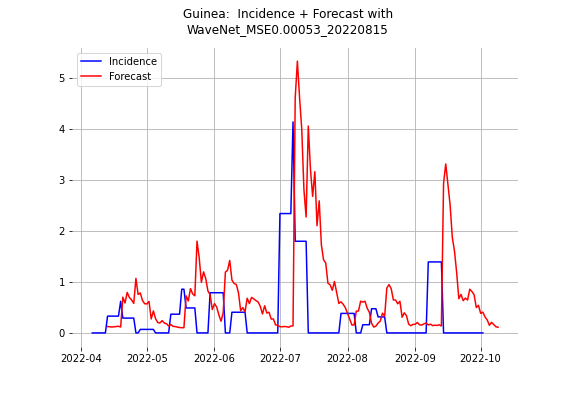 Guinea:  Incidence + Forecast with
WaveNet_MSE0.00053_20220815
Incidence
Forecast
5
4
3
2
1
0
2022-04 2022-05 2022-06 2022-07 2022-08 2022-09 2022-10